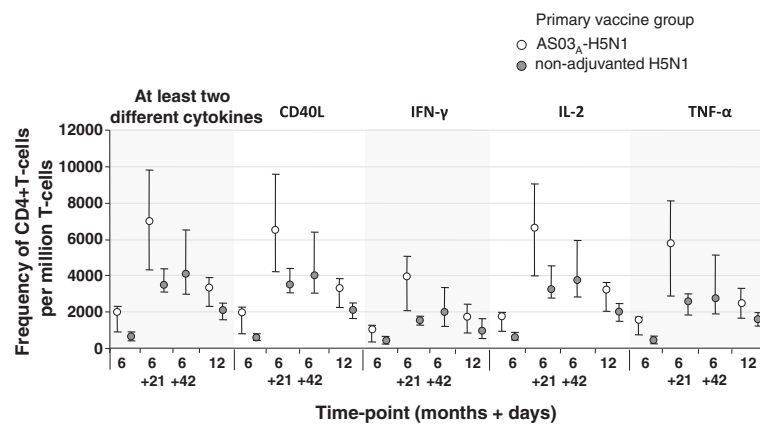 Primary vaccine group
AS03A-H5N1
non-adjuvanted H5N1
At least two
different cytokines
CD40L
IFN-γ
IL-2
TNF-α
Frequency of CD4+T-cells
per million T-cells
12000
10000
8000
6000
4000
2000
0
6 6 6 12 6 6 6 12 6 6 6 12 6 6 6 12 6 6 6 12
+21 +42 +21 +42 +21 +42 +21 +42 +21 +42
Time-point (months + days)